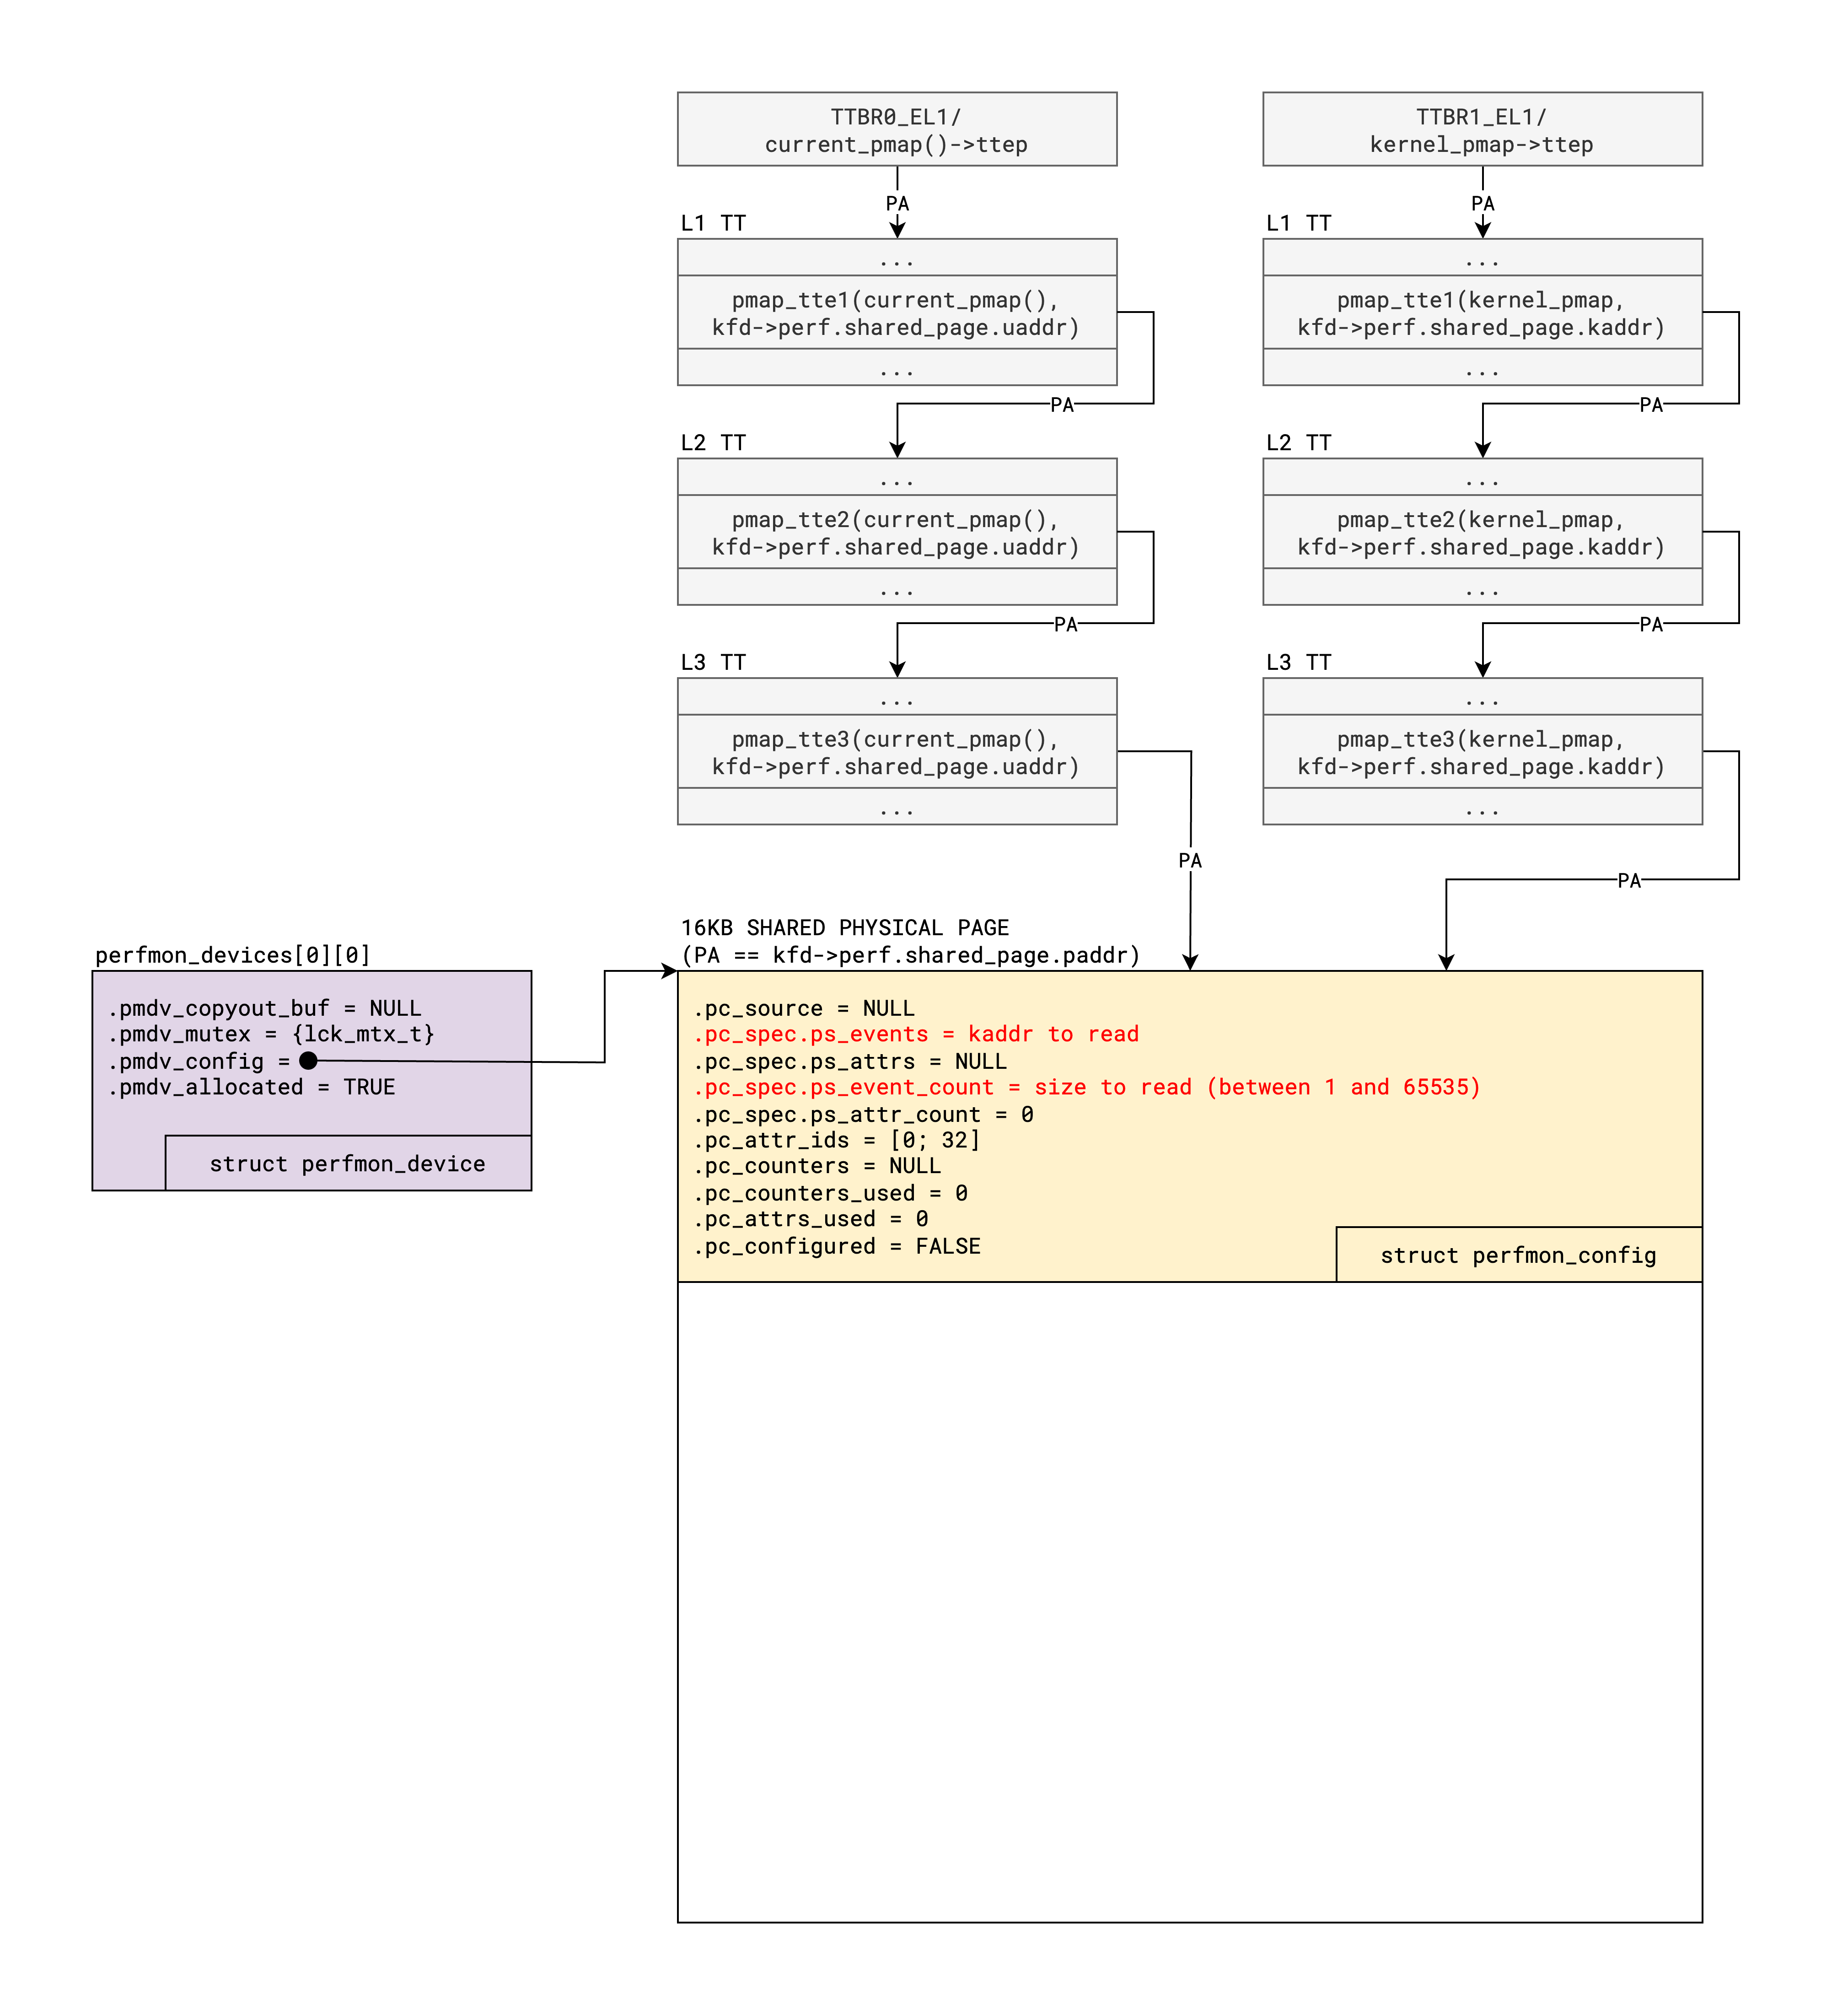 TTBR0_EL1/
current_pmap()->ttep
PA
L1 TT
...
pmap_tte1(current_pmap(),
kfd->perf.shared_page.uaddr)
...
PA
L2 TT
...
pmap_tte2(current_pmap(),
kfd->perf.shared_page.uaddr)
...
PA
L3 TT
...
pmap_tte3(current_pmap(),
kfd->perf.shared_page.uaddr)
...
PA
TTBR1_EL1/
kernel_pmap->ttep
PA
L1 TT
...
pmap_tte1(kernel_pmap,
kfd->perf.shared_page.kaddr)
...
PA
L2 TT
...
pmap_tte2(kernel_pmap,
kfd->perf.shared_page.kaddr)
...
PA
L3 TT
...
pmap_tte3(kernel_pmap,
kfd->perf.shared_page.kaddr)
...
PA
perfmon_devices[0][0]
.pmdv_copyout_buf = NULL
.pmdv_mutex = {lck_mtx_t}
.pmdv_config =
.pmdv_allocated = TRUE
struct perfmon_device
16KB SHARED PHYSICAL PAGE
(PA == kfd->perf.shared_page.paddr)
.pc_source = NULL
.pc_spec.ps_events = kaddr to read
.pc_spec.ps_attrs = NULL
.pc_spec.ps_event_count = size to read (between 1 and 65535)
.pc_spec.ps_attr_count = 0
.pc_attr_ids = [0; 32]
.pc_counters = NULL
.pc_counters_used = 0
.pc_attrs_used = 0
.pc_configured = FALSE
struct perfmon_config